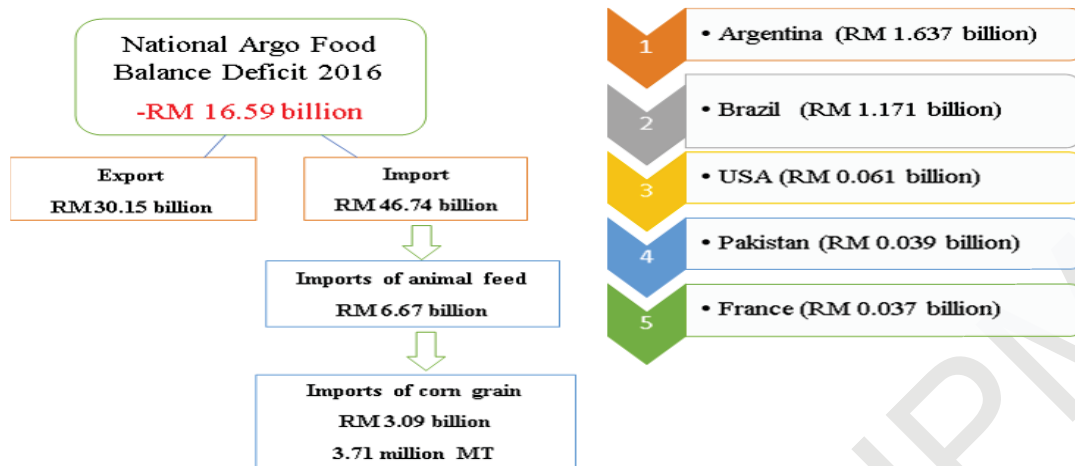 National Argo Food
Balance Deficit 2016
-RM 16.59 billion
Export
RM 30.15 billion
Import
RM 46.74 billion
Imports of animal feed
RM 6.67 billion
Imports of corn grain
RM 3.09 billion
3.71 million MT
1
• Argentina (RM 1.637 billion)
2
• Brazil (RM 1.171 billion)
3
• USA (RM 0.061 billion)
4
• Pakistan (RM 0.039 billion)
5
• France (RM 0.037 billion)